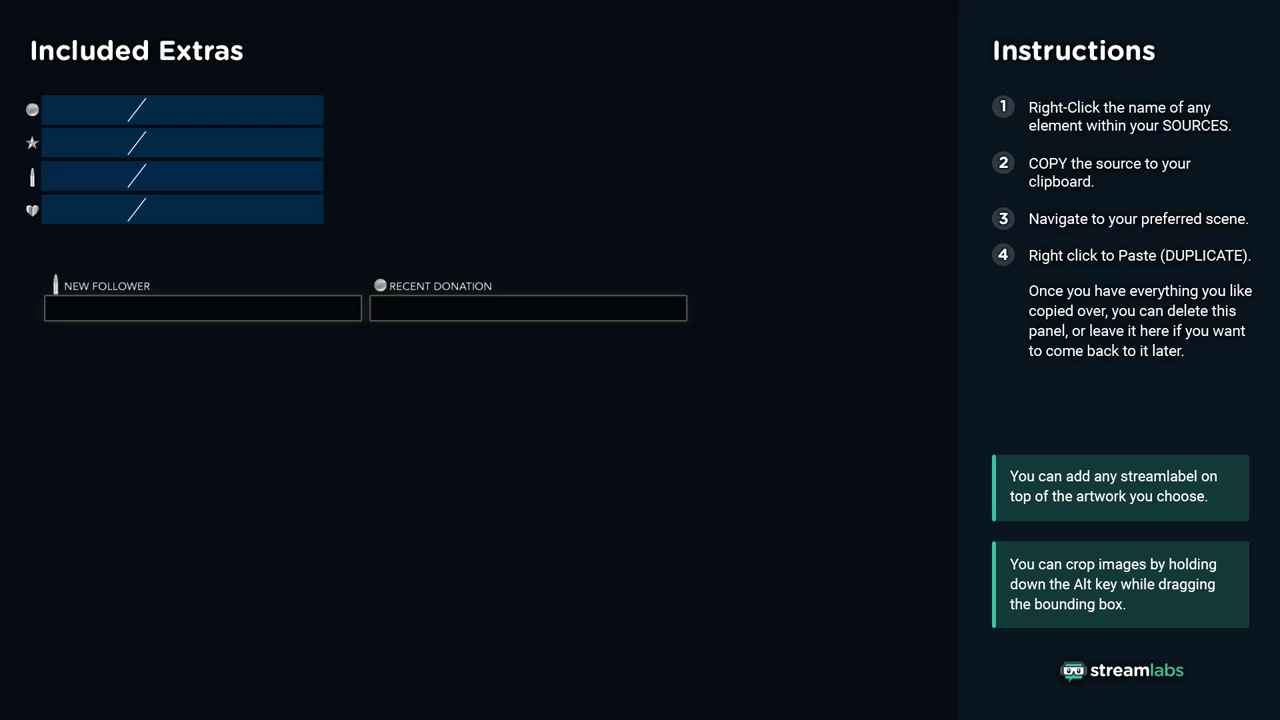 Included Extras
NEW FOLLOWER
RECENT DONATION
Instructions
1 Right-Click the name of any
element within your SOURCES.
2 COPY the source to your
clipboard.
3 Navigate to your preferred scene.
4 Right click to Paste (DUPLICATE).
Once you have everything you like
copied over, you can delete this
panel, or leave it here if you want
to come back to it later.
You can add any streamlabel on
top of the artwork you choose.
You can crop images by holding
down the Alt key while dragging
the bounding box.
streamlabs